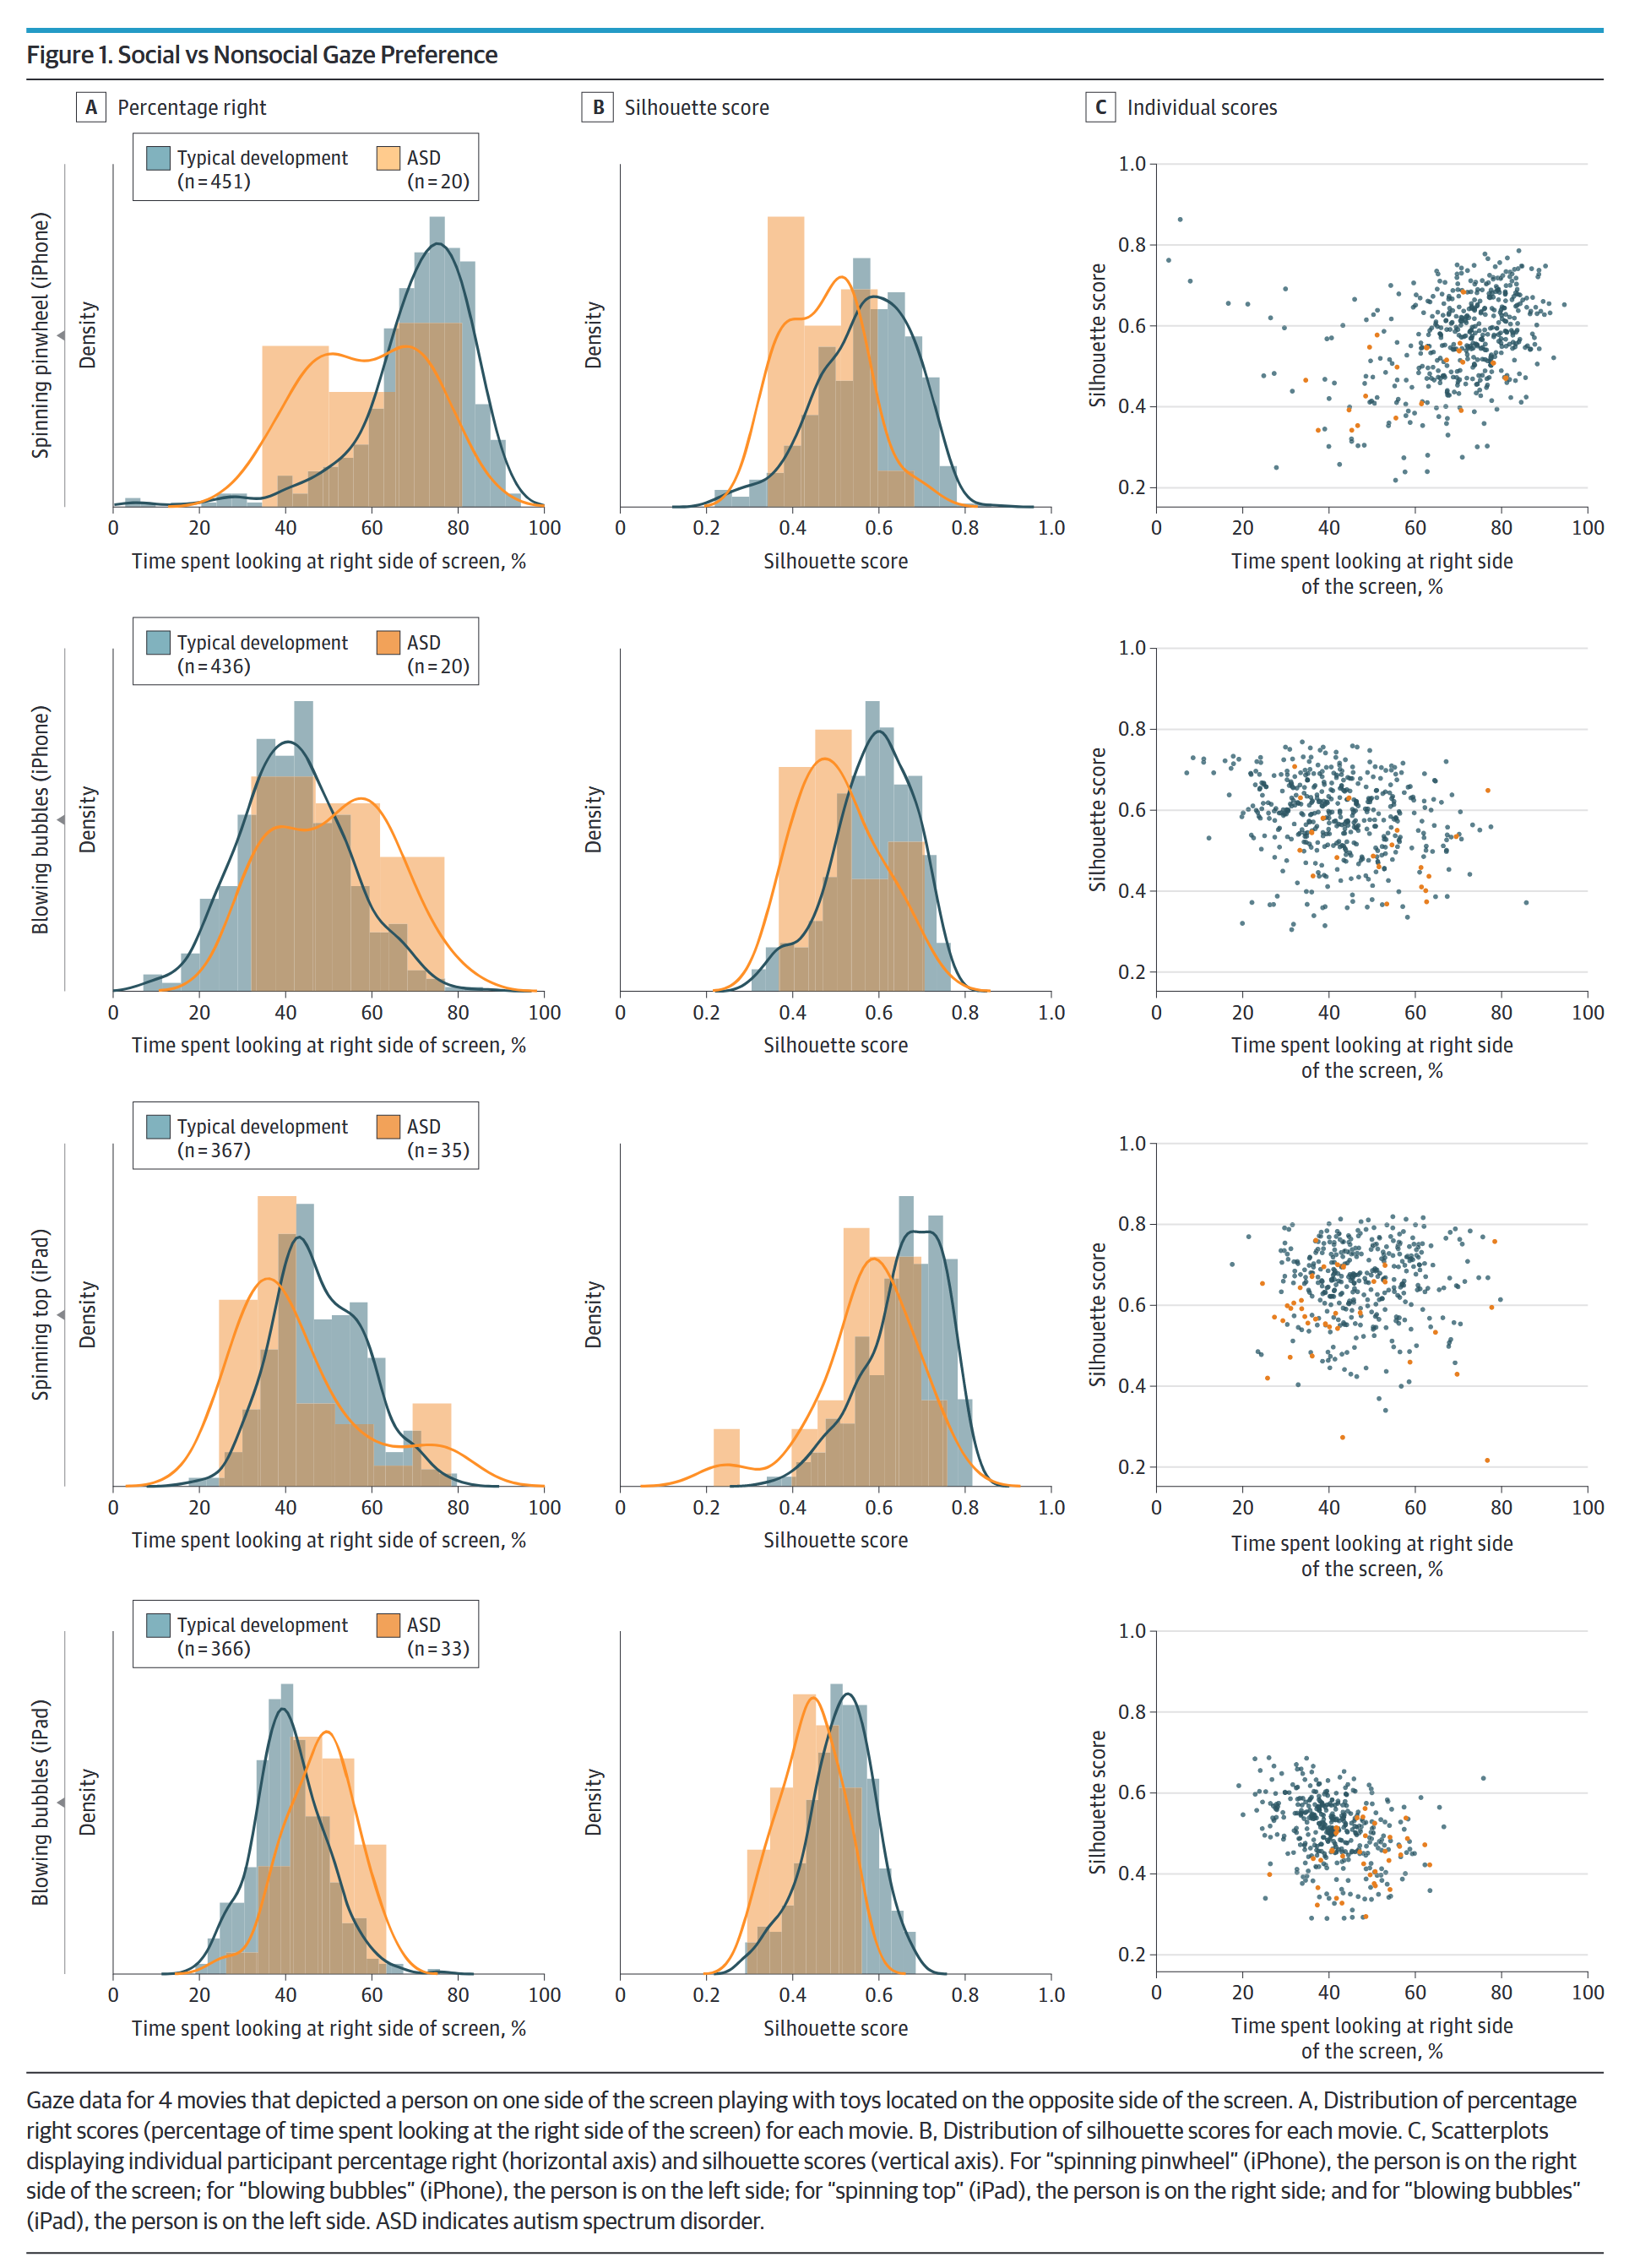 Figure 1. Social vs Nonsocial Gaze Preference
A Percentage right
B Silhouette score
C Individual scores
Spinning pinwheel (iPhone)
Typical development
(n = 451)
ASD
(n = 20)
Density
0 20 40 60 80 100
Time spent looking at right side of screen, %
Density
0 0.2 0.4 0.6 0.8 1.0
Silhouette score
Silhouette score
1.0
0.8
0.6
0.4
0.2
0 20 40 60 80 100
Time spent looking at right side
of the screen, %
Blowing bubbles (iPhone)
Typical development
(n = 436)
ASD
(n = 20)
Density
0 20 40 60 80 100
Time spent looking at right side of screen, %
Density
0 0.2 0.4 0.6 0.8 1.0
Silhouette score
Silhouette score
1.0
0.8
0.6
0.4
0.2
0 20 40 60 80 100
Time spent looking at right side
of the screen, %
Spinning top (iPad)
Typical development
(n = 367)
ASD
(n = 35)
Density
0 20 40 60 80 100
Time spent looking at right side of screen, %
Density
0 0.2 0.4 0.6 0.8 1.0
Silhouette score
Silhouette score
1.0
0.8
0.6
0.4
0.2
0 20 40 60 80 100
Time spent looking at right side
of the screen, %
Blowing bubbles (iPad)
Typical development
(n = 366)
ASD
(n = 33)
Density
0 20 40 60 80 100
Time spent looking at right side of screen, %
Density
0 0.2 0.4 0.6 0.8 1.0
Silhouette score
Silhouette score
1.0
0.8
0.6
0.4
0.2
0 20 40 60 80 100
Time spent looking at right side
of the screen, %
Gaze data for 4 movies that depicted a person on one side of the screen playing with toys located on the opposite side of the screen. A, Distribution of percentage
right scores (percentage of time spent looking at the right side of the screen) for each movie. B, Distribution of silhouette scores for each movie. C, Scatterplots
displaying individual participant percentage right (horizontal axis) and silhouette scores (vertical axis). For “spinning pinwheel” (iPhone), the person is on the right
side of the screen; for “blowing bubbles” (iPhone), the person is on the left side; for “spinning top” (iPad), the person is on the right side; and for “blowing bubbles”
(iPad), the person is on the left side. ASD indicates autism spectrum disorder.